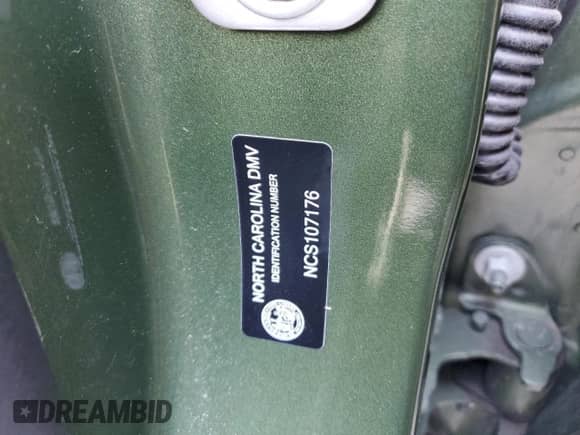 NORTH CAROLINA DMV
IDENTIFICATION NUMBER
NCS107176
DREAMBID